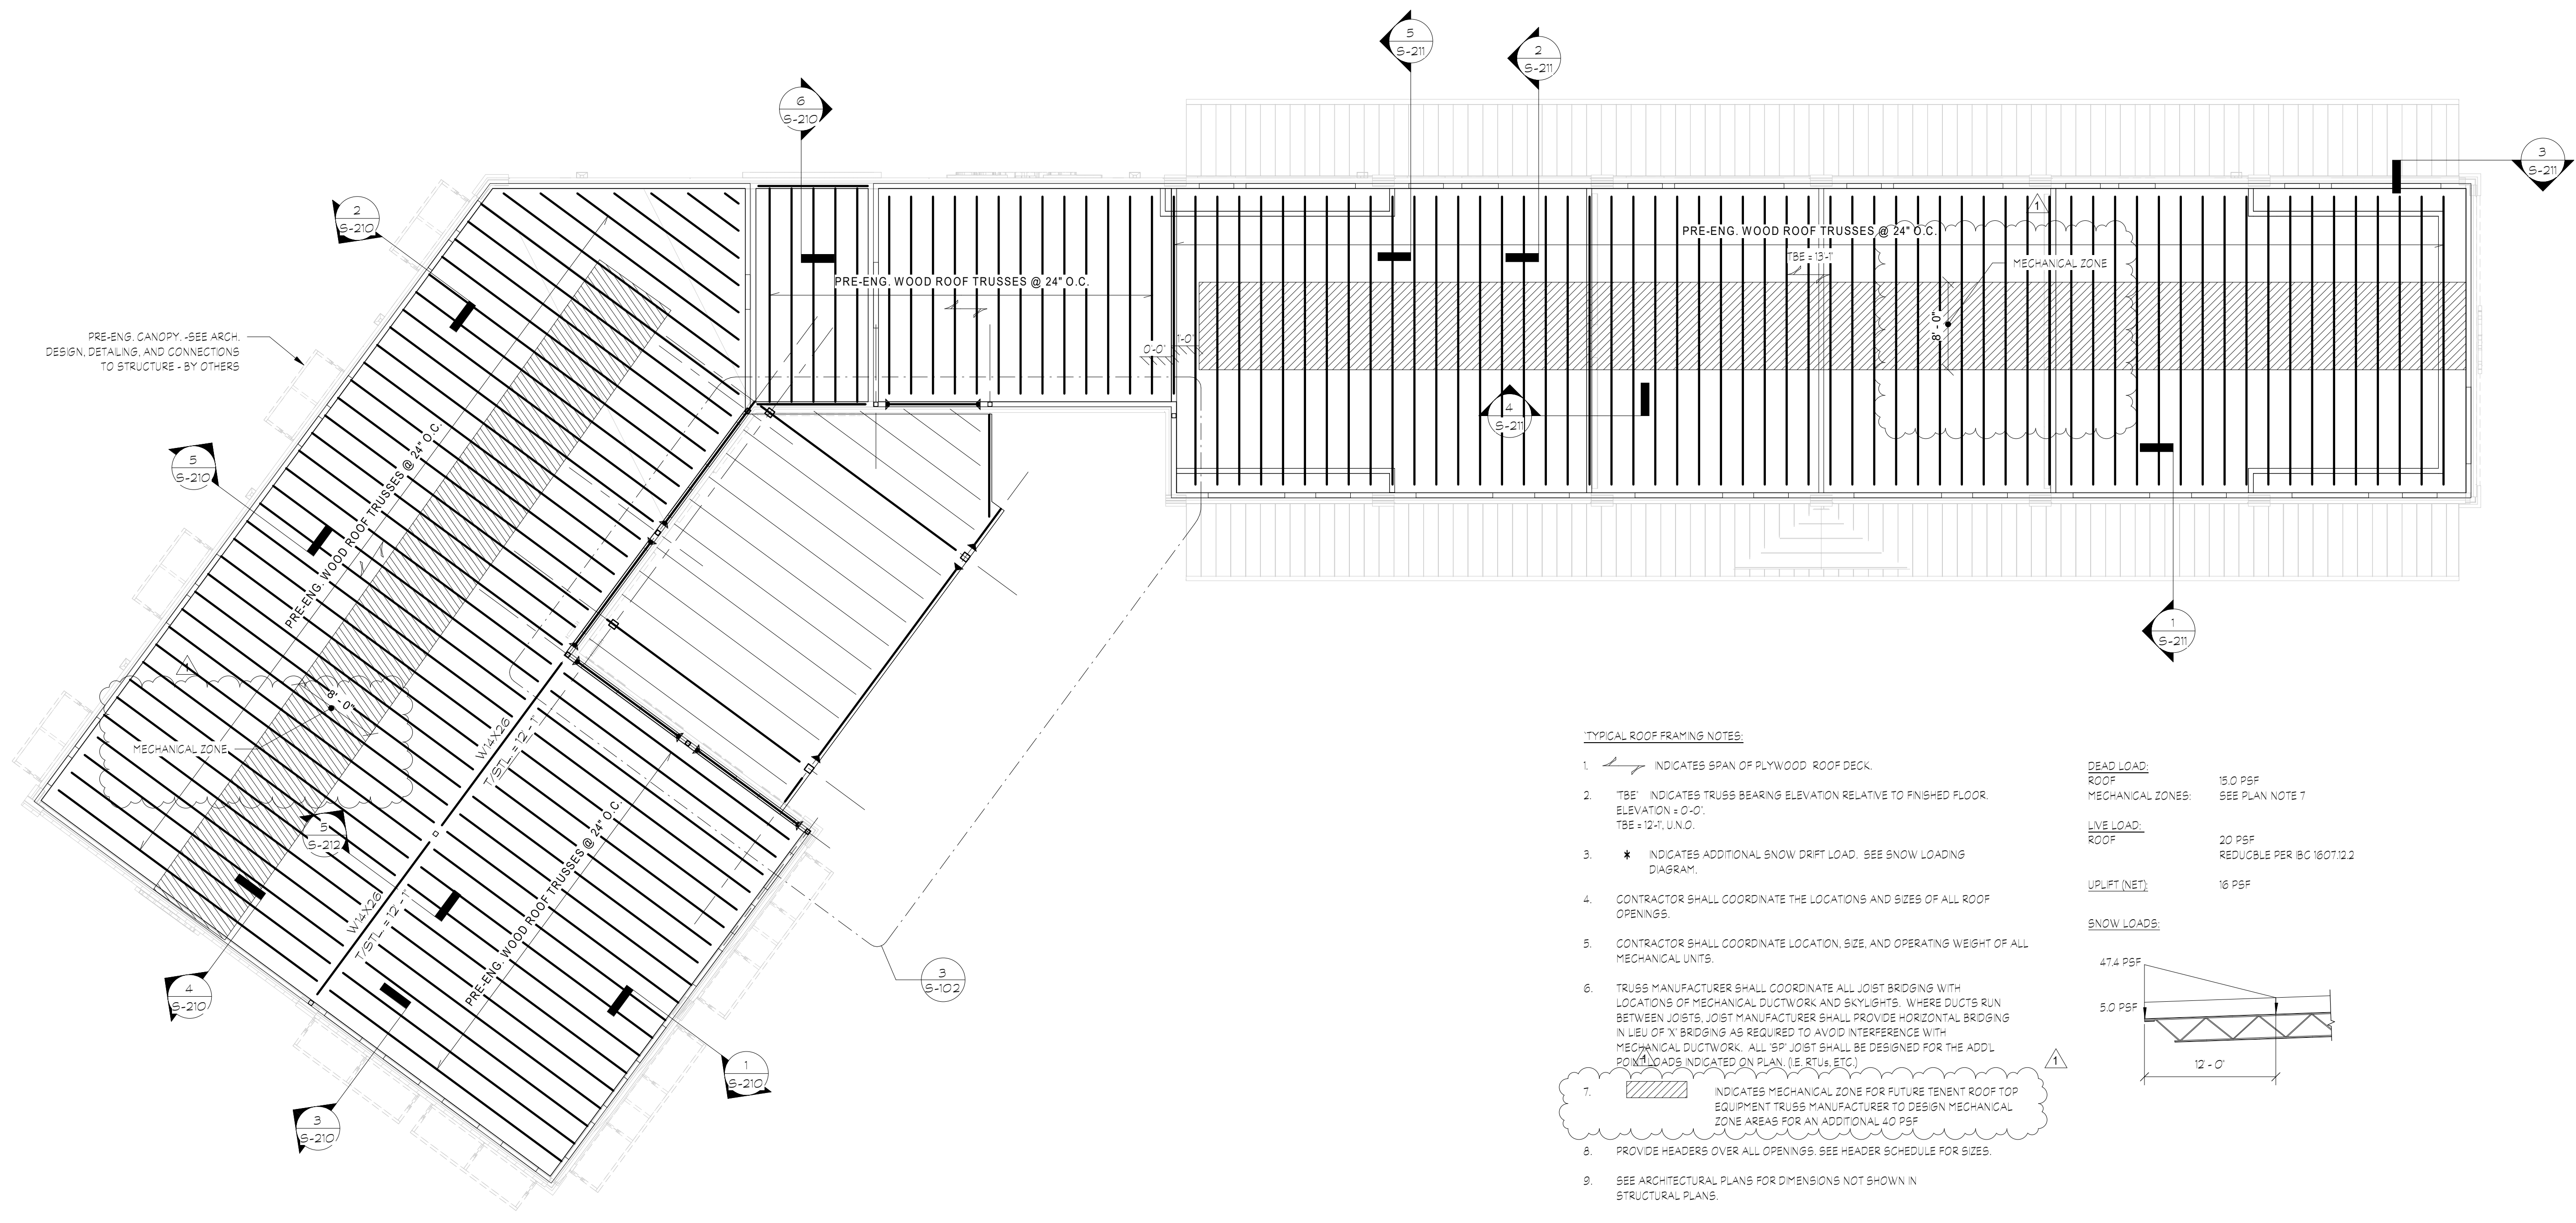 5
S-211
2
S-211
6
S-210
3
S-211
2
S-210
1
PRE-ENG. WOOD ROOF TRUSSES @ 24" O.C.
TBE = 13'-1"
MECHANICAL ZONE
PRE-ENG. WOOD ROOF TRUSSES @ 24" O.C.
8' - 0"
PRE-ENG. CANOPY. -SEE ARCH.
DESIGN, DETAILING, AND CONNECTIONS
TO STRUCTURE - BY OTHERS
1'-0"
0'-0"
4
S-211
5
S-210
PRE-ENG. WOOD ROOF TRUSSES @ 24" O.C.
1
S-211
1
8' - 0"
MECHANICAL ZONE
W14X26
T/STL. = 12' - 1"
5
S-212
W14X26
T/STL. = 12' - 1"
PRE-ENG. WOOD ROOF TRUSSES @ 24" O.C.
4
S-210
3
S-102
1
S-210
3
S-210
"TYPICAL ROOF FRAMING NOTES:
1. INDICATES SPAN OF PLYWOOD ROOF DECK.
2. "TBE" INDICATES TRUSS BEARING ELEVATION RELATIVE TO FINISHED FLOOR.
ELEVATION = 0'-0".
TBE = 12'-1", U.N.O.
3. * INDICATES ADDITIONAL SNOW DRIFT LOAD. SEE SNOW LOADING
DIAGRAM.
4. CONTRACTOR SHALL COORDINATE THE LOCATIONS AND SIZES OF ALL ROOF
OPENINGS.
5. CONTRACTOR SHALL COORDINATE LOCATION, SIZE, AND OPERATING WEIGHT OF ALL
MECHANICAL UNITS.
6. TRUSS MANUFACTURER SHALL COORDINATE ALL JOIST BRIDGING WITH
LOCATIONS OF MECHANICAL DUCTWORK AND SKYLIGHTS. WHERE DUCTS RUN
BETWEEN JOISTS, JOIST MANUFACTURER SHALL PROVIDE HORIZONTAL BRIDGING
IN LIEU OF "X" BRIDGING AS REQUIRED TO AVOID INTERFERENCE WITH
MECHANICAL DUCTWORK. ALL "SP" JOIST SHALL BE DESIGNED FOR THE ADD'L
POINT LOADS INDICATED ON PLAN. (I.E. RTUs, ETC.)
1
1
7. INDICATES MECHANICAL ZONE FOR FUTURE TENENT ROOF TOP
EQUIPMENT TRUSS MANUFACTURER TO DESIGN MECHANICAL
ZONE AREAS FOR AN ADDITIONAL 40 PSF
8. PROVIDE HEADERS OVER ALL OPENINGS. SEE HEADER SCHEDULE FOR SIZES.
9. SEE ARCHITECTURAL PLANS FOR DIMENSIONS NOT SHOWN IN
STRUCTURAL PLANS.
DEAD LOAD:
ROOF 15.0 PSF
MECHANICAL ZONES: SEE PLAN NOTE 7
LIVE LOAD:
ROOF 20 PSF
REDUCBLE PER IBC 1607.12.2
UPLIFT (NET): 16 PSF
SNOW LOADS:
47.4 PSF
5.0 PSF
12 - 0"